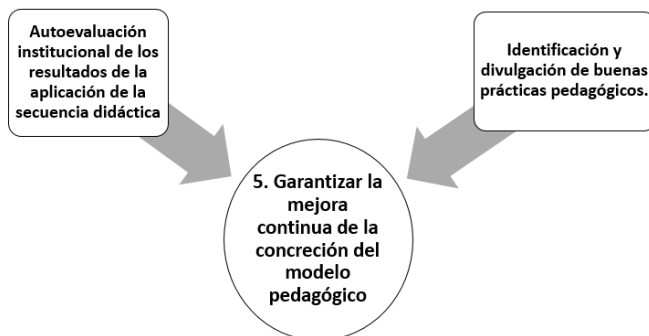 Autoevaluación
institucional de los
resultados de la
aplicación de la
secuencia didáctica
Identificación y
divulgación de buenas
prácticas pedagógicos.
5. Garantizar la
mejora
continua de la
concreción del
modelo
pedagógico